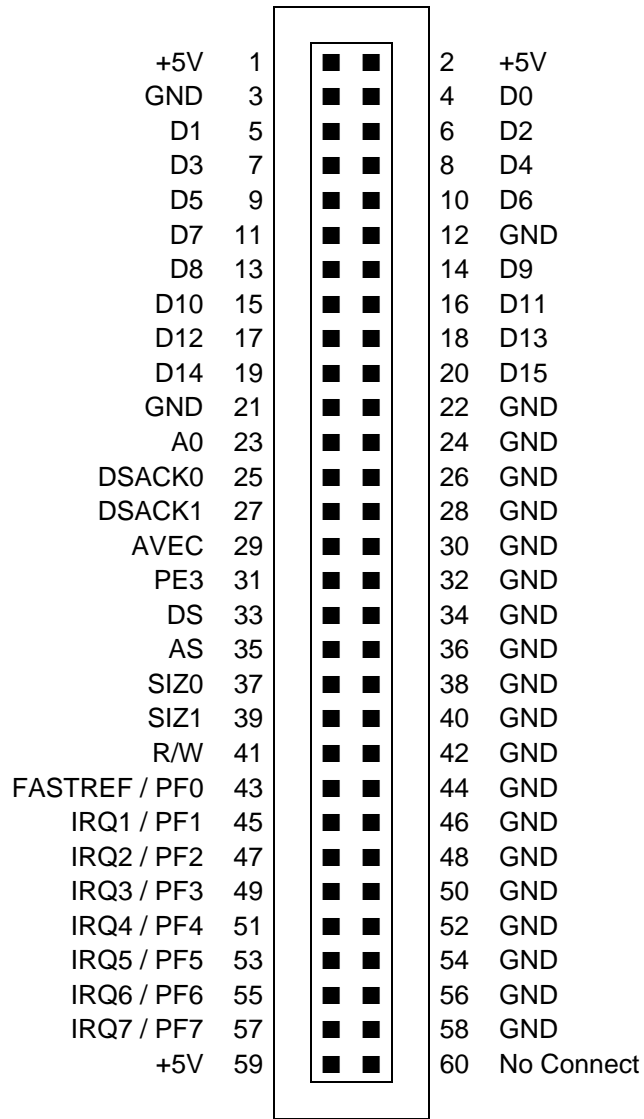 +5V 1 2 +5V
GND 3 4 D0
D1 5 6 D2
D3 7 8 D4
D5 9 10 D6
D7 11 12 GND
D8 13 14 D9
D10 15 16 D11
D12 17 18 D13
D14 19 20 D15
GND 21 22 GND
A0 23 24 GND
DSACK0 25 26 GND
DSACK1 27 28 GND
AVEC 29 30 GND
PE3 31 32 GND
DS 33 34 GND
AS 35 36 GND
SIZ0 37 38 GND
SIZ1 39 40 GND
R/W 41 42 GND
FASTREF / PF0 43 44 GND
IRQ1 / PF1 45 46 GND
IRQ2 / PF2 47 48 GND
IRQ3 / PF3 49 50 GND
IRQ4 / PF4 51 52 GND
IRQ5 / PF5 53 54 GND
IRQ6 / PF6 55 56 GND
IRQ7 / PF7 57 58 GND
+5V 59 60 No Connect